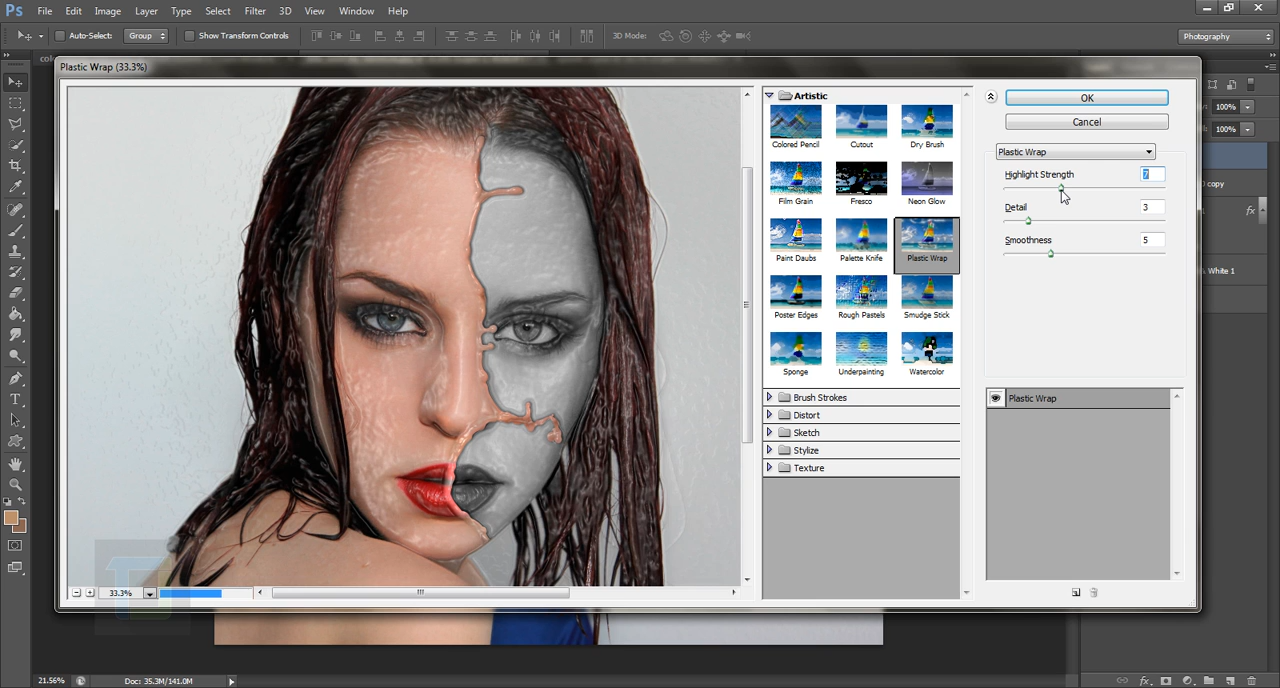 Ps File Edit Image Layer Type Select Filter 3D View Window Help
Auto-Select: Group Show Transform Controls 3D Mode: Photography
Plastic Wrap (33.3%)
Artistic
Colored Pencil Cutout Dry Brush
Film Grain Fresco Neon Glow
Paint Daubs Palette Knife Plastic Wrap
Poster Edges Rough Pastels Smudge Stick
Sponge Underpainting Watercolor
Brush Strokes
Distort
Sketch
Stylize
Texture
OK
Cancel
Plastic Wrap
Highlight Strength 7
Detail 3
Smoothness 5
Plastic Wrap
100%
100%
copy
fx
White 1
33.3%
21.56% Doc: 35.3M/141.0M
fx